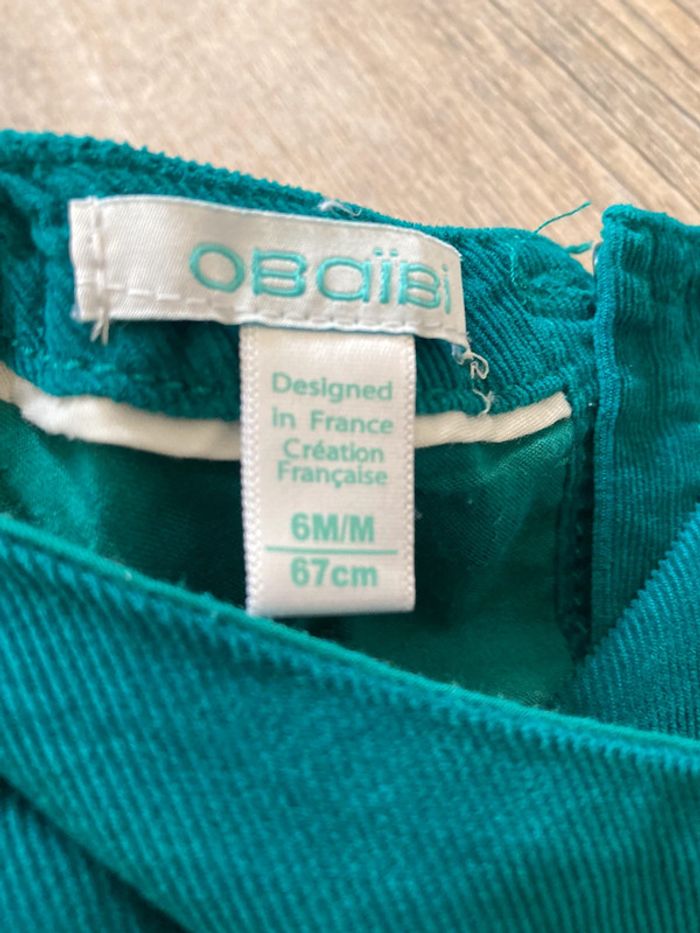 OBaïBi
Designed
in France
Création
Française
6M/M
67cm